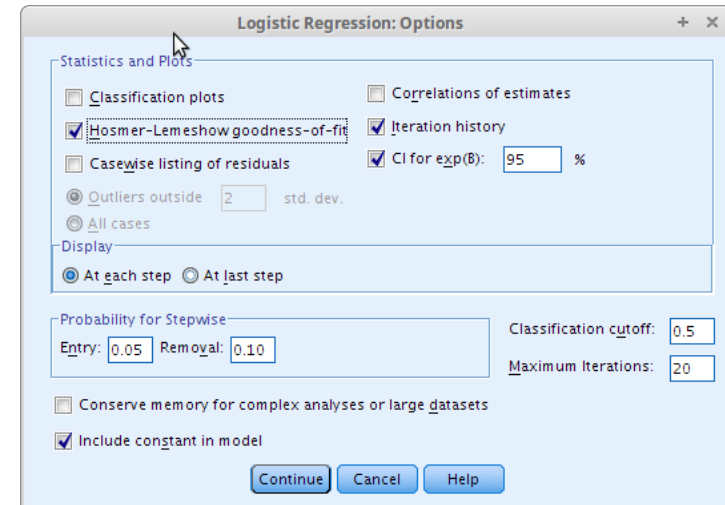 Logistic Regression: Options
Statistics and Plots
Classification plots
Correlations of estimates
Hosmer-Lemeshow goodness-of-fit
Iteration history
Casewise listing of residuals
CI for exp(B): 95 %
Outliers outside 2 std. dev.
All cases
Display
At each step At last step
Probability for Stepwise
Entry: 0.05 Removal: 0.10
Classification cutoff: 0.5
Maximum Iterations: 20
Conserve memory for complex analyses or large datasets
Include constant in model
Continue Cancel Help